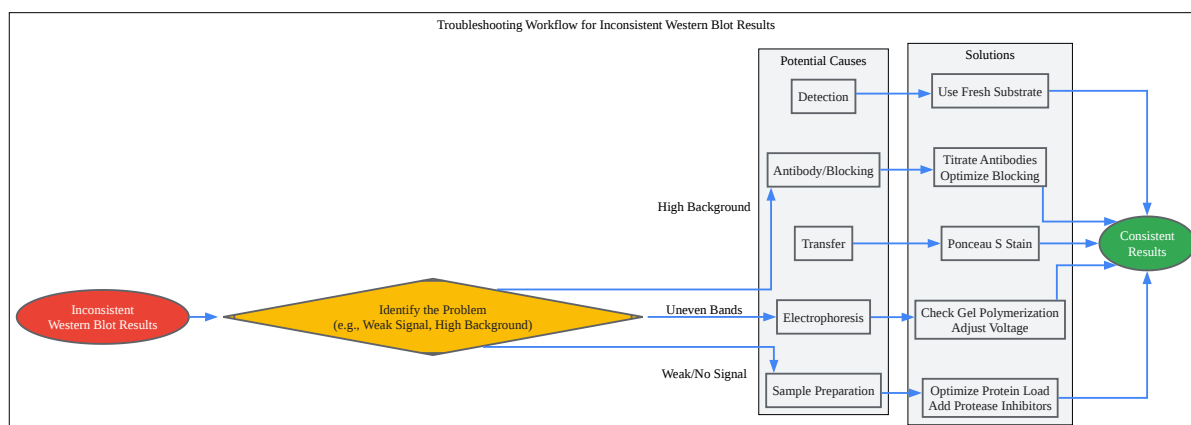 Troubleshooting Workflow for Inconsistent Western Blot Results
Potential Causes
Solutions
Detection
Use Fresh Substrate
Antibody/Blocking
Titrate Antibodies
Optimize Blocking
High Background
Transfer
Ponceau S Stain
Consistent
Results
Inconsistent
Western Blot Results
Identify the Problem
(e.g., Weak Signal, High Background)
Uneven Bands
Electrophoresis
Check Gel Polymerization
Adjust Voltage
Weak/No Signal
Sample Preparation
Optimize Protein Load
Add Protease Inhibitors